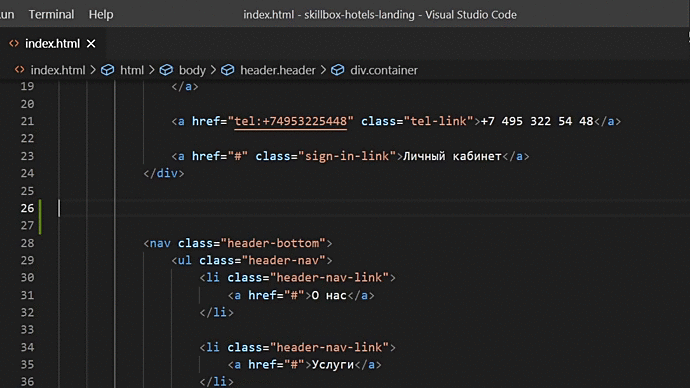 un Terminal Help index.html - skillbox-hotels-landing - Visual Studio Code
<> index.html ×
<> index.html > html > body > header.header > div.container
19 </a>
20
21 <a href="tel:+74953225448" class="tel-link">+7 495 322 54 48</a>
22
23 <a href="#" class="sign-in-link">Личный кабинет</a>
24 </div>
25
26
27
28 <nav class="header-bottom">
29 <ul class="header-nav">
30 <li class="header-nav-link">
31 <a href="#">О нас</a>
32 </li>
33
34 <li class="header-nav-link">
35 <a href="#">Услуги</a>
36 </li>